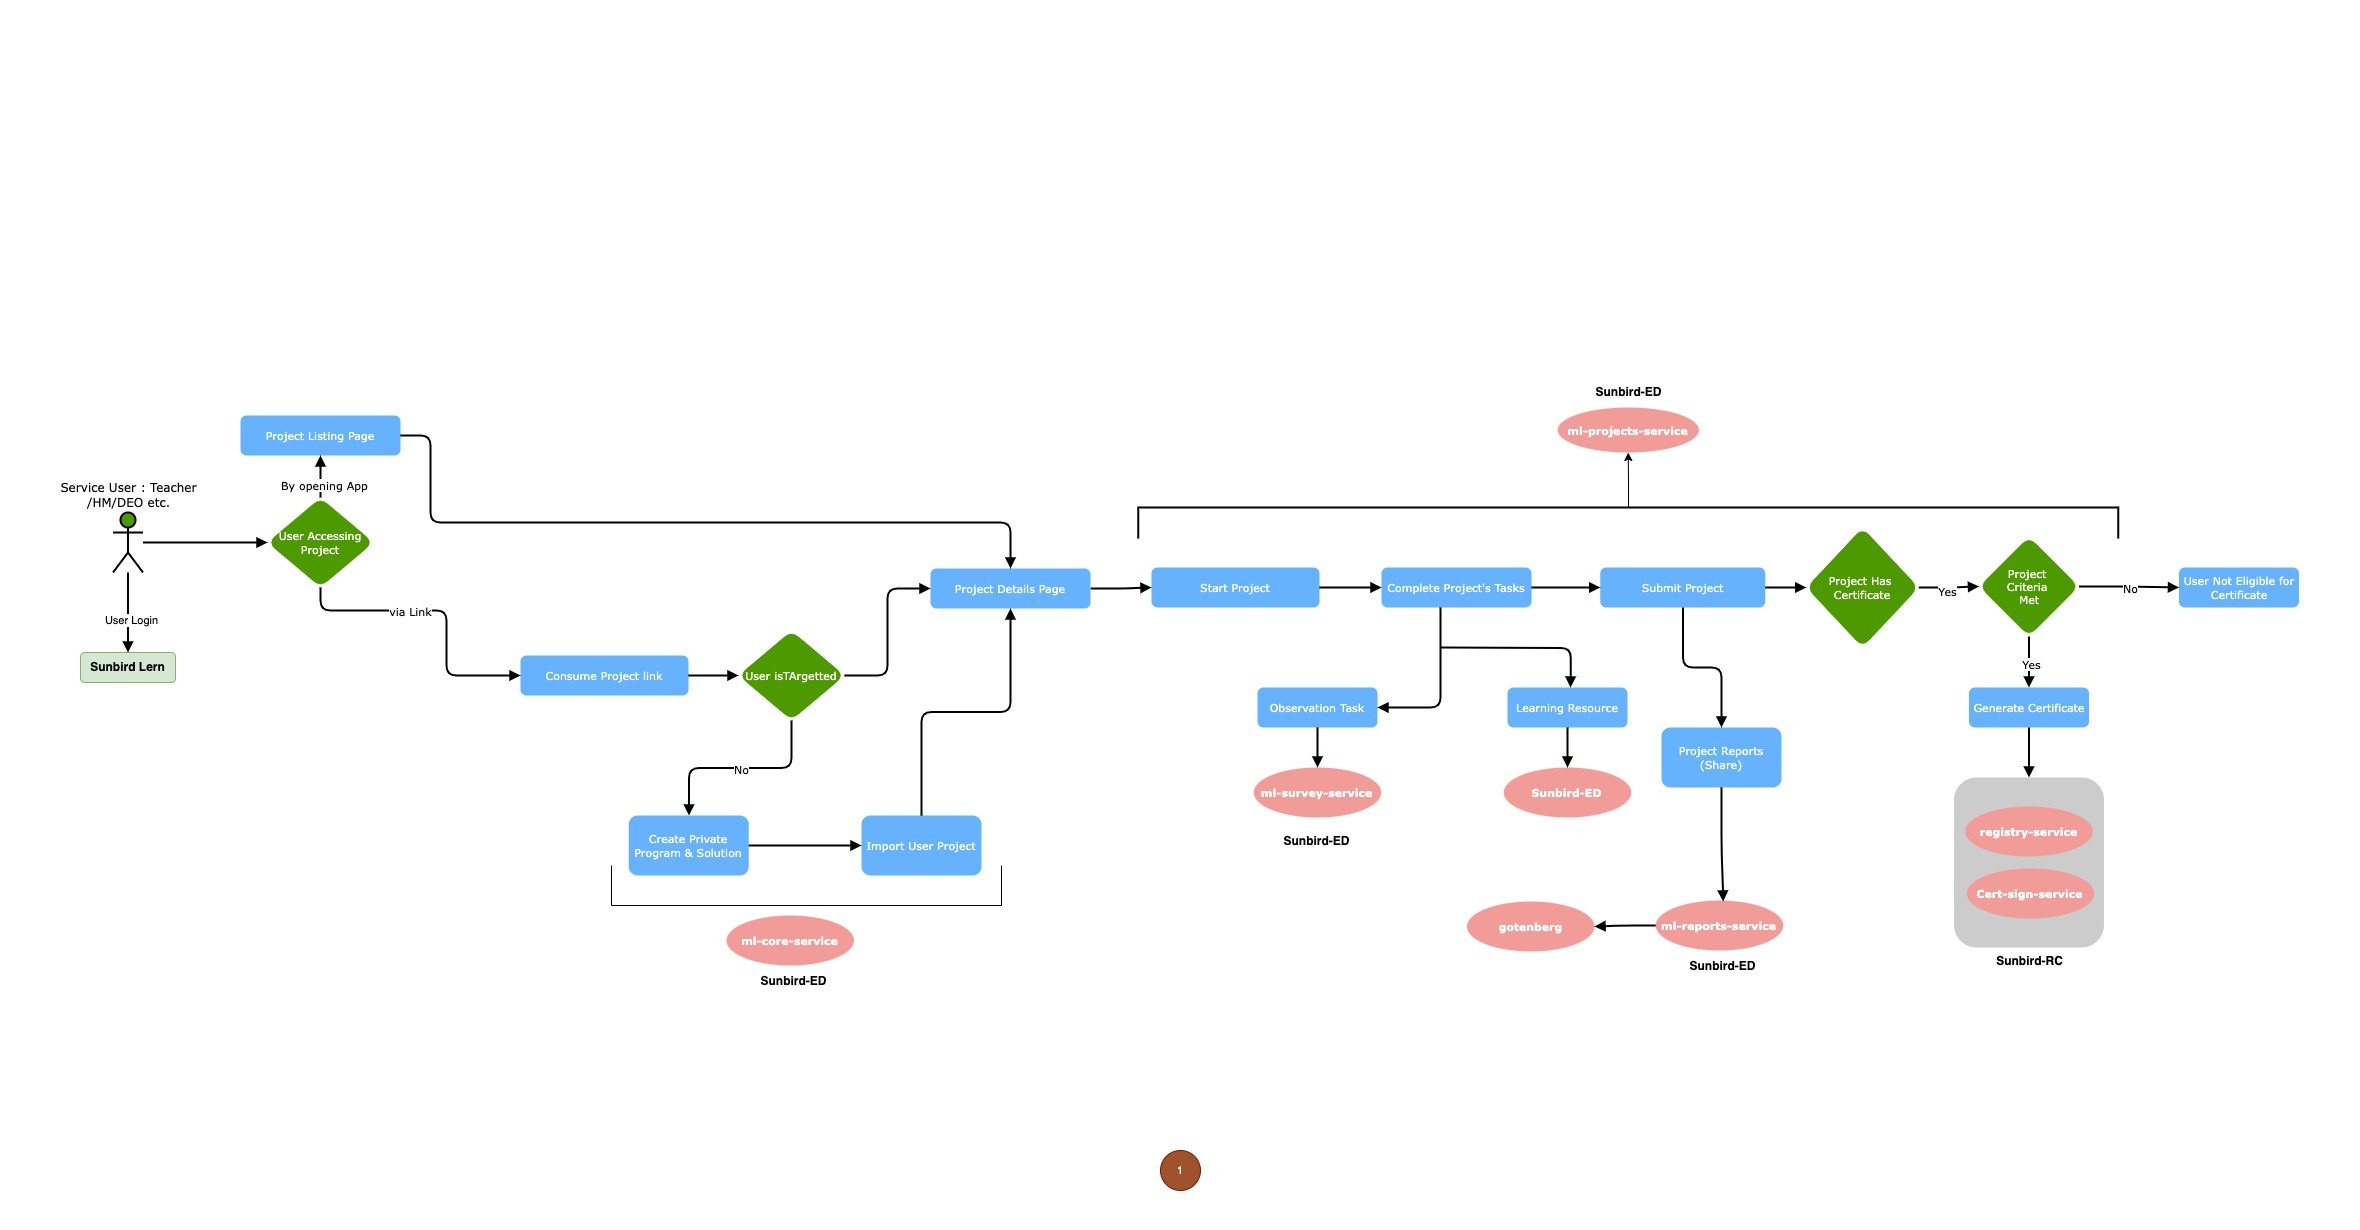 Sunbird-ED
ml-projects-service
Project Listing Page
By opening App
Service User : Teacher
/HM/DEO etc.
User Accessing
Project
User Login
Sunbird Lern
via Link
Consume Project link
User isTArgetted
No
Create Private
Program & Solution
Import User Project
ml-core-service
Sunbird-ED
Project Details Page
Start Project
Complete Project's Tasks
Submit Project
Project Has
Certificate
Yes
Project
Criteria
Met
No
User Not Eligible for
Certificate
Observation Task
ml-survey-service
Sunbird-ED
Learning Resource
Sunbird-ED
Project Reports
(Share)
ml-reports-service
Sunbird-ED
gotenberg
Yes
Generate Certificate
registry-service
Cert-sign-service
Sunbird-RC
1